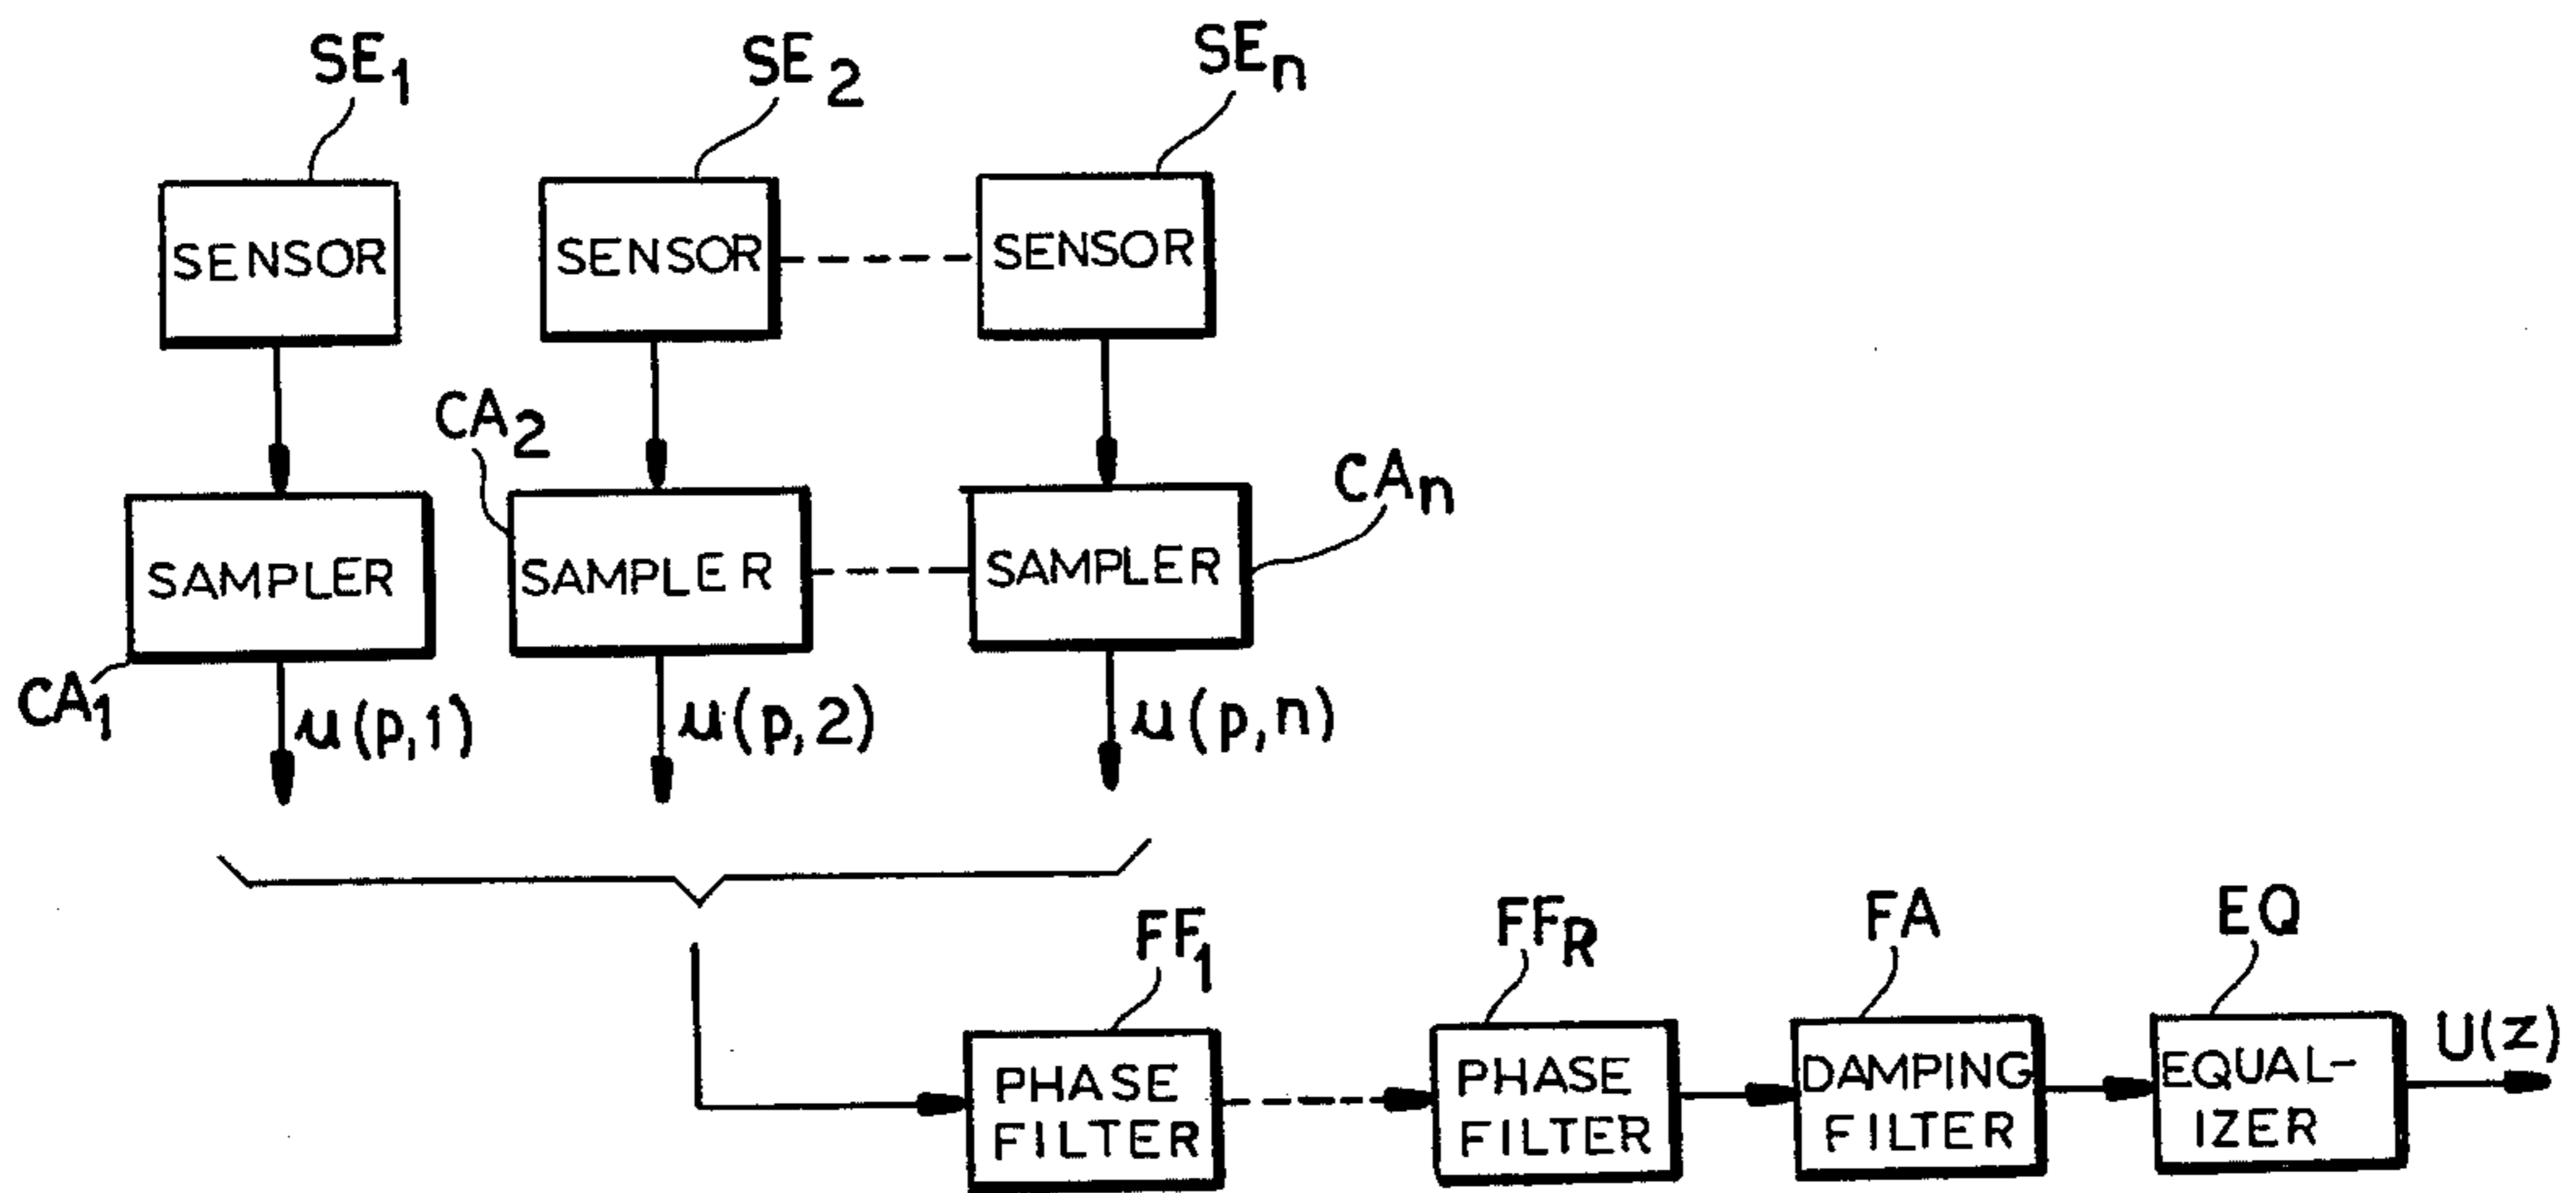 SE1 SE2 SEn
SENSOR SENSOR SENSOR
CA2 CAn
SAMPLER SAMPLER SAMPLER
CA1
u(p,1) u(p,2) u(p,n)
FF1 FFR FA EQ
PHASE FILTER
PHASE FILTER
DAMPING FILTER
EQUAL-
IZER
U(z)